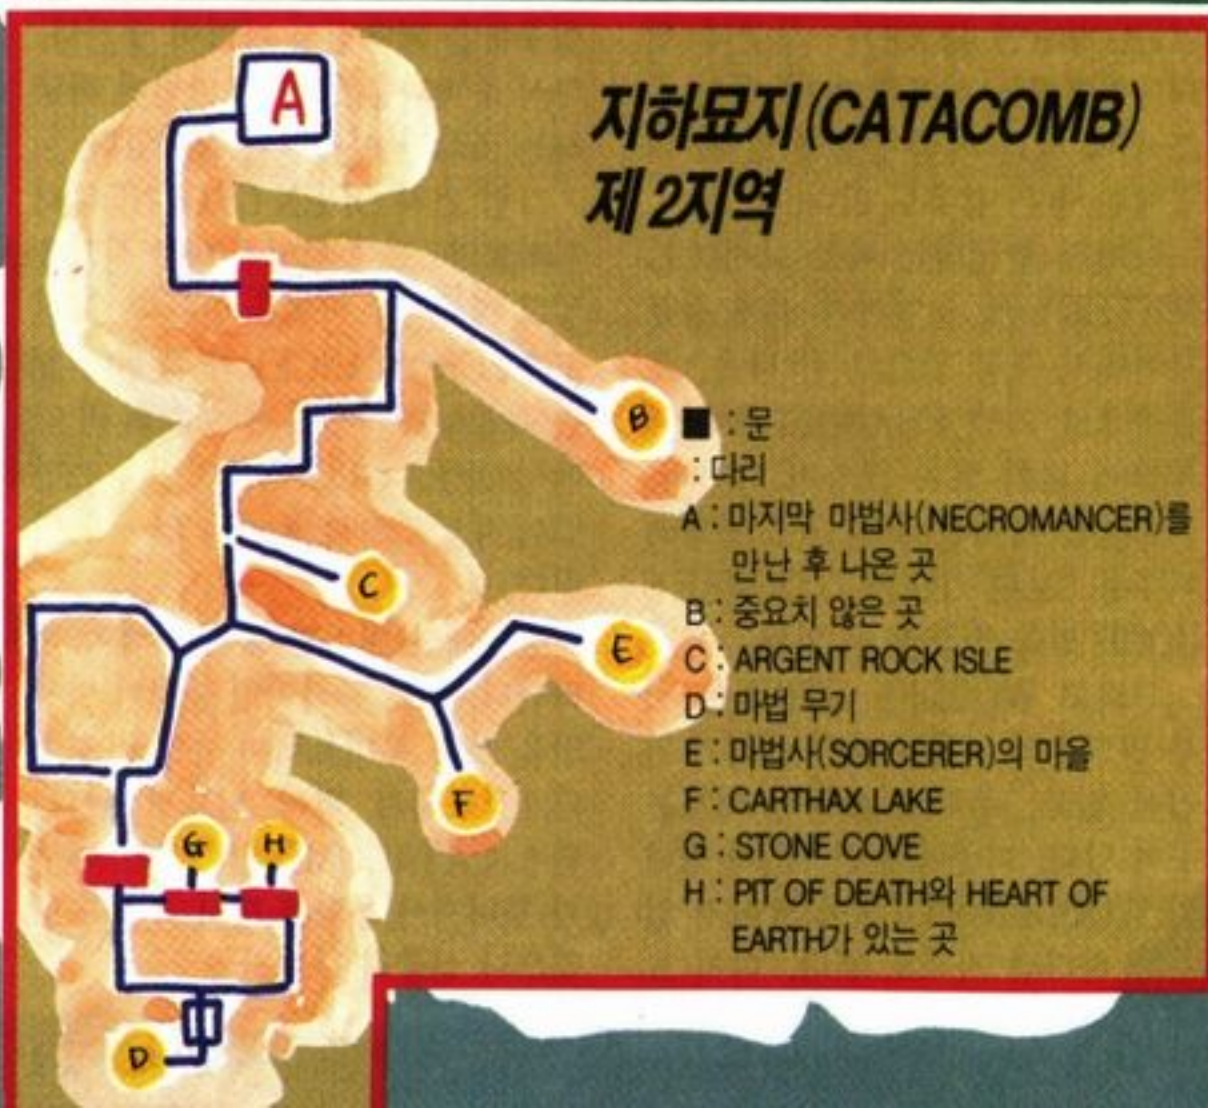 A
지하묘지(CATACOMB)
제 2지역
B
■ : 문
: 다리
A : 마지막 마법사(NECROMANCER)를
만난 후 나온 곳
B : 중요치 않은 곳
C : ARGENT ROCK ISLE
D : 마법 무기
E : 마법사(SORCERER)의 마을
F : CARTHAX LAKE
G : STONE COVE
H : PIT OF DEATH와 HEART OF
EARTH가 있는 곳
C
E
F
G
H
D